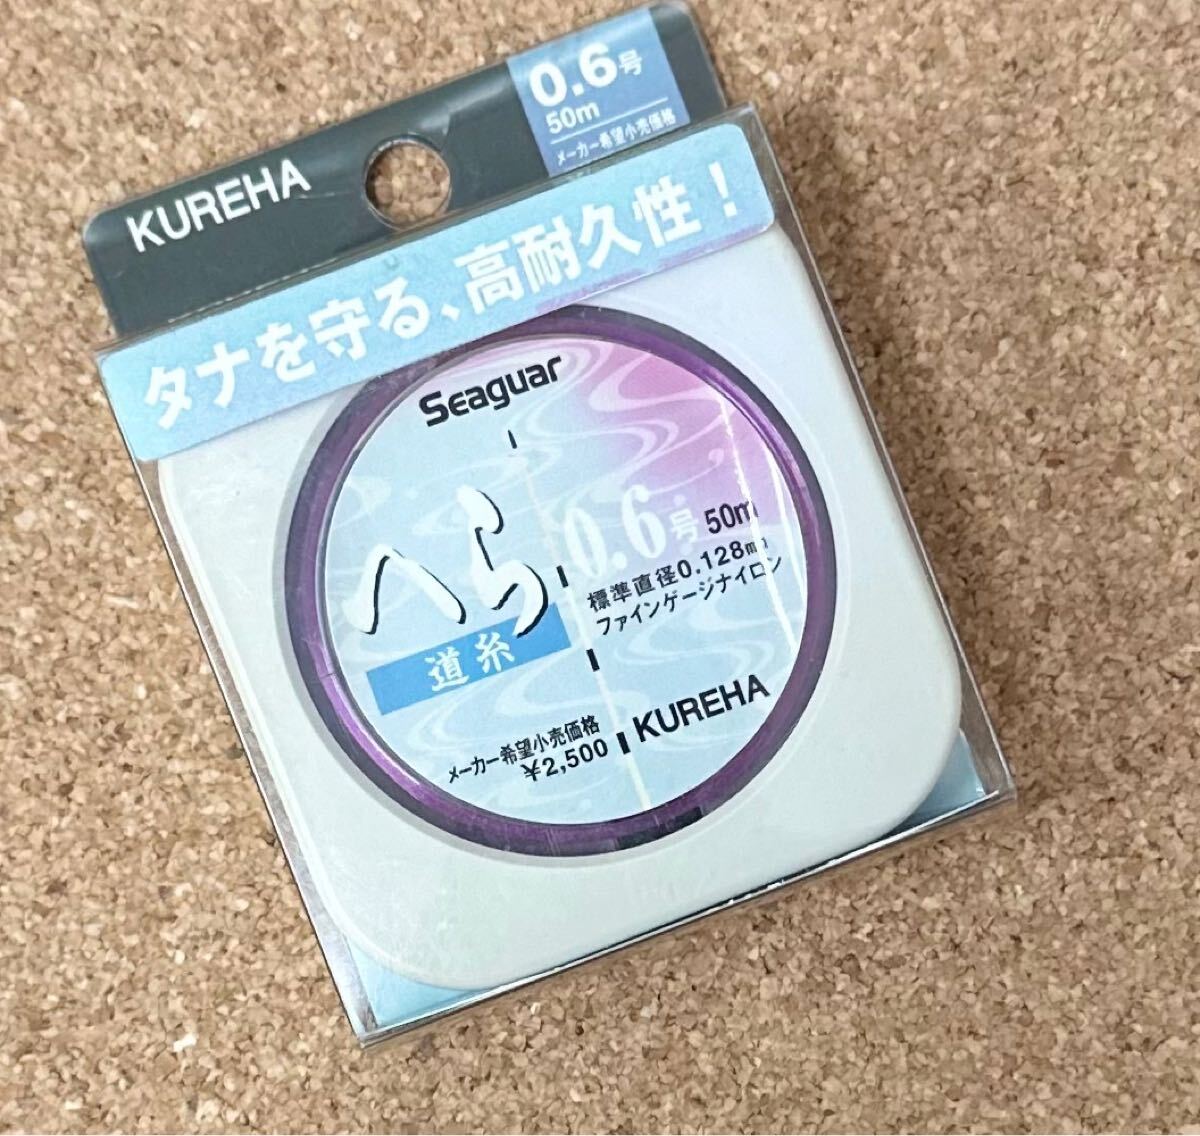 KUREHA
0.6号
50m
メーカー希望小売価格
タナを守る、高耐久性！
Seaguar
へら
道糸
0.6号 50m
標準直径0.128mm
ファインゲージナイロン
メーカー希望小売価格
¥2,500
KUREHA